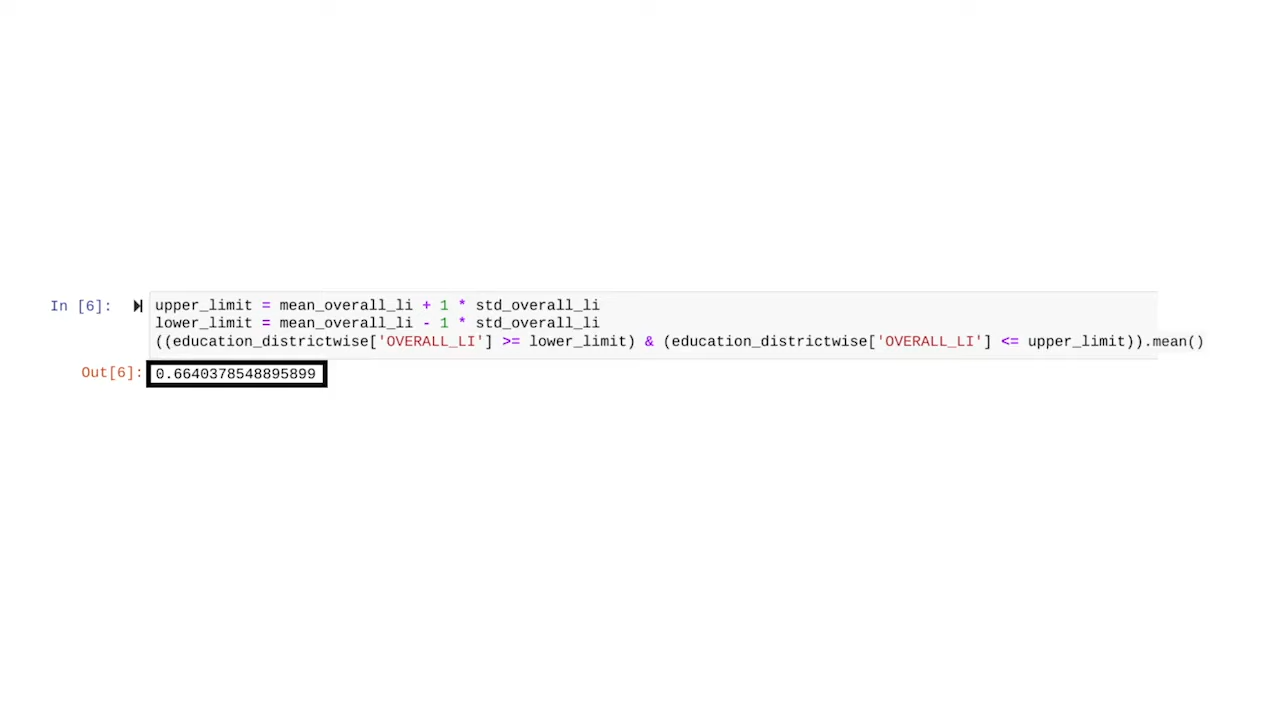 In [6]: upper_limit = mean_overall_li + 1 * std_overall_li
lower_limit = mean_overall_li - 1 * std_overall_li
((education_districtwise['OVERALL_LI'] >= lower_limit) & (education_districtwise['OVERALL_LI'] <= upper_limit)).mean()
Out[6]: 0.6640378548895899